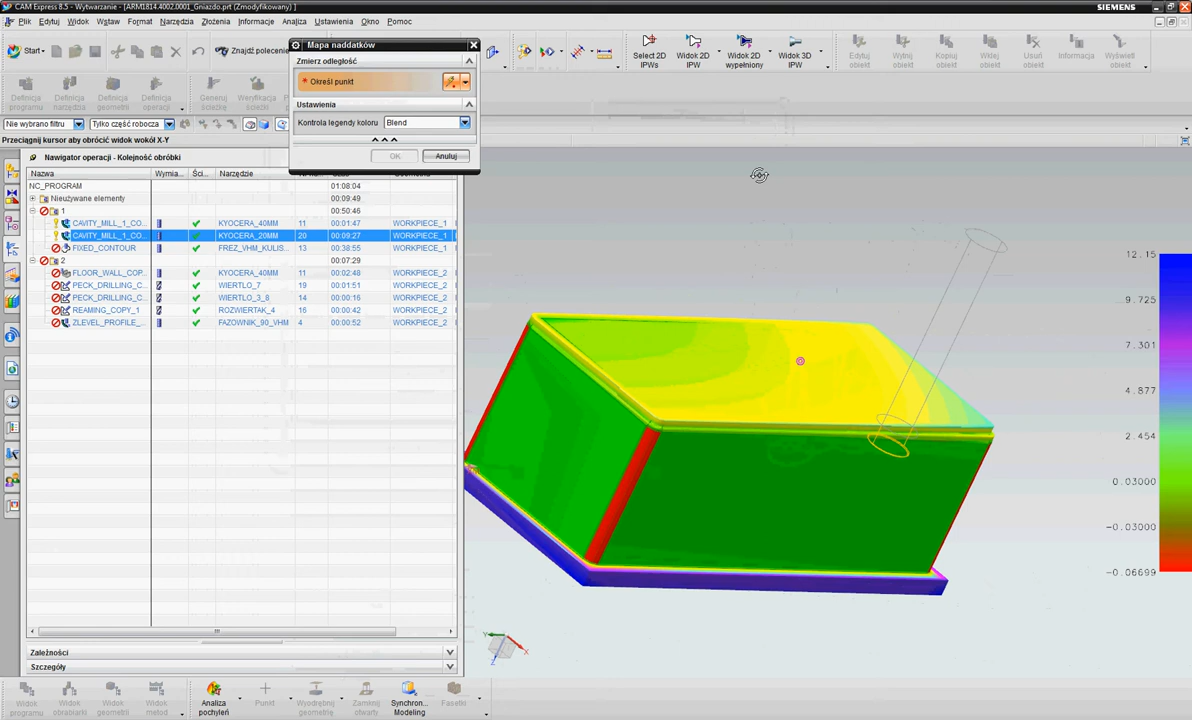 CAM Express 8.5 - Wytwarzanie - [ARM1814.4002.0001_Gniazdo.prt (Zmodyfikowany) ]
SIEMENS
Plik Edytuj Widok Wstaw Format Narzędzia Złożenia Informacje Analiza Ustawienia Okno Pomoc
Start
Znajdź polecenie
Select 2D IPWs
Widok 2D IPW
Widok 2D wypełniony
Widok 3D IPW
Edytuj obiekt
Wytnij obiekt
Kopiuj obiekt
Wklej obiekt
Usuń obiekt
Informacja
Wyświetl obiekt
Definicja programu
Definicja narzędzia
Definicja geometrii
Definicja operacji
Generuj ścieżkę
Weryfikacja ścieżki
Nie wybrano filtru
Tylko część robocza
Przeciągnij kursor aby obrócić widok wokół X-Y
Mapa naddatków
Zmierz odległość
* Określ punkt
Ustawienia
Kontrola legendy koloru
Blend
OK
Anuluj
Nawigator operacji - Kolejność obróbki
Nazwa Wymia... Ści... Narzędzie
NC_PROGRAM 01:08:04
Nieużywane elementy 00:09:49
1 00:50:46
CAVITY_MILL_1_CO... KYOCERA_40MM 11 00:01:47 WORKPIECE_1
CAVITY_MILL_1_CO... KYOCERA_20MM 20 00:09:27 WORKPIECE_1
FIXED_CONTOUR FREZ_VHM_KULIS... 13 00:38:55 WORKPIECE_1
2 00:07:29
FLOOR_WALL_COP... KYOCERA_40MM 11 00:02:48 WORKPIECE_2
PECK_DRILLING_C... WIERTLO_7 19 00:01:51 WORKPIECE_2
PECK_DRILLING_C... WIERTLO_3_8 14 00:00:16 WORKPIECE_2
REAMING_COPY_1 ROZWIERTAK_4 16 00:00:42 WORKPIECE_2
ZLEVEL_PROFILE_... FAZOWNIK_90_VHM 4 00:00:52 WORKPIECE_2
12.15
9.725
7.301
4.877
2.454
0.03000
-0.03000
-0.06699
Y
X
Z
Zależności
Szczegóły
Widok programu
Widok obrabiarki
Widok geometrii
Widok metod
Analiza pochyleń
Punkt
Wyodrębnij geometrię
Zamknij otwarty
Synchron... Modeling
Fasetki